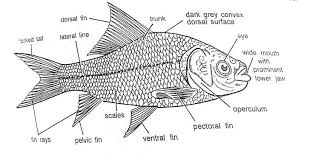 dorsal fin
trunk
dark grey convex
dorsal surface
forked tail
lateral line
eye
wide mouth
with
prominent
lower jaw
scales
operculum
fin rays
pelvic fin
ventral fin
pectoral fin